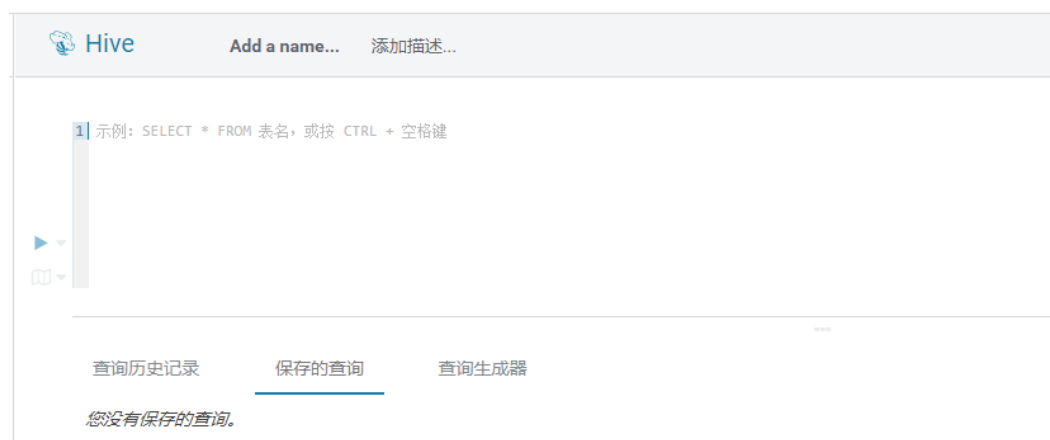 Hive Add a name... 添加描述...
1 示例: SELECT * FROM 表名，或按 CTRL + 空格键
查询历史记录 保存的查询 查询生成器
您没有保存的查询。